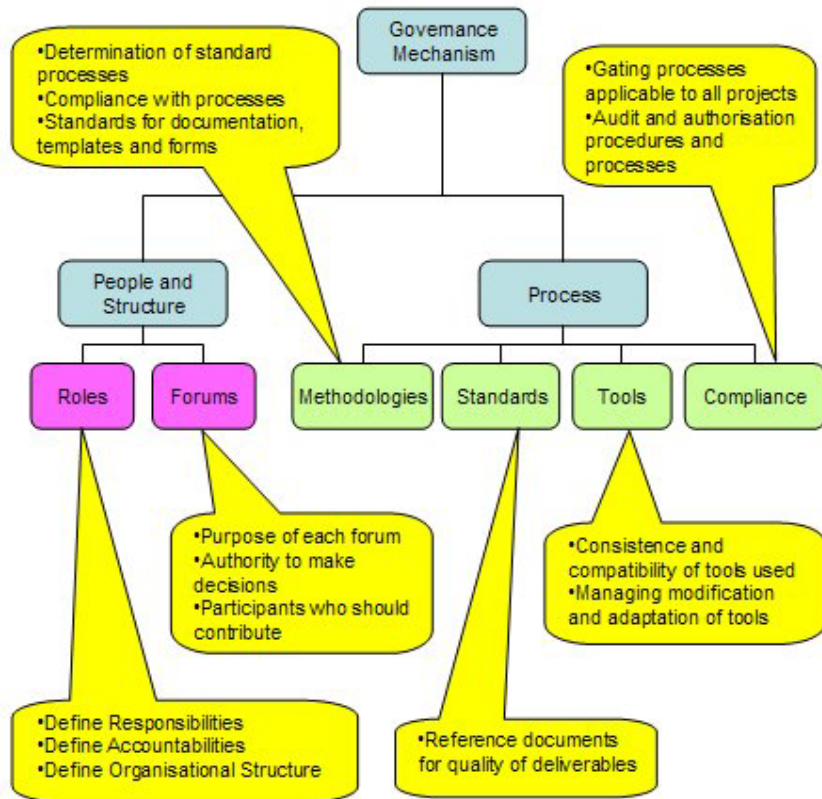 Governance
Mechanism
•Determination of standard
processes
•Compliance with processes
•Standards for documentation,
templates and forms
•Gating processes
applicable to all projects
•Audit and authorisation
procedures and
processes
People and
Structure
Process
Roles
Forums
Methodologies
Standards
Tools
Compliance
•Purpose of each forum
•Authority to make
decisions
•Participants who should
contribute
•Consistence and
compatibility of tools used
•Managing modification
and adaptation of tools
•Define Responsibilities
•Define Accountabilities
•Define Organisational Structure
•Reference documents
for quality of deliverables